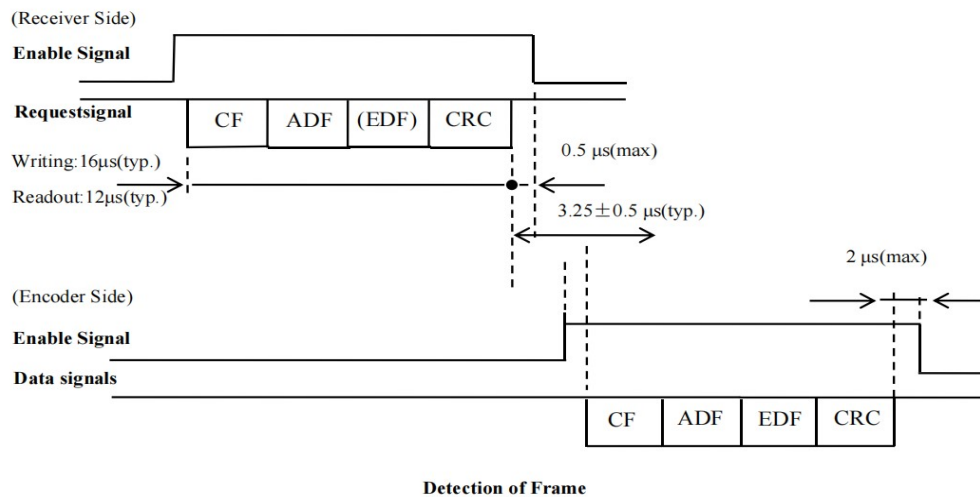 (Receiver Side)
Enable Signal
Requestsignal
CF ADF (EDF) CRC
Writing:16μs(typ.)
0.5 μs(max)
Readout:12μs(typ.)
3.25±0.5 μs(typ.)
2 μs(max)
(Encoder Side)
Enable Signal
Data signals
CF ADF EDF CRC
Detection of Frame